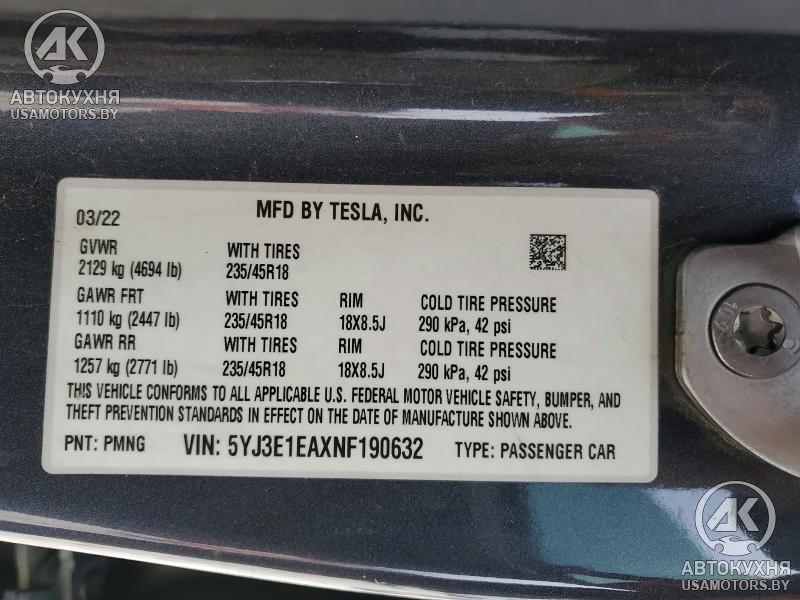 AK
АВТОКУХНЯ
USAMOTORS.BY
03/22 MFD BY TESLA, INC.
GVWR WITH TIRES
2129 kg (4694 lb) 235/45R18
GAWR FRT WITH TIRES RIM COLD TIRE PRESSURE
1110 kg (2447 lb) 235/45R18 18X8.5J 290 kPa, 42 psi
GAWR RR WITH TIRES RIM COLD TIRE PRESSURE
1257 kg (2771 lb) 235/45R18 18X8.5J 290 kPa, 42 psi
THIS VEHICLE CONFORMS TO ALL APPLICABLE U.S. FEDERAL MOTOR VEHICLE SAFETY, BUMPER, AND
THEFT PREVENTION STANDARDS IN EFFECT ON THE DATE OF MANUFACTURE SHOWN ABOVE.
PNT: PMNG VIN: 5YJ3E1EAXNF190632 TYPE: PASSENGER CAR
AK
АВТОКУХНЯ
USAMOTORS.BY